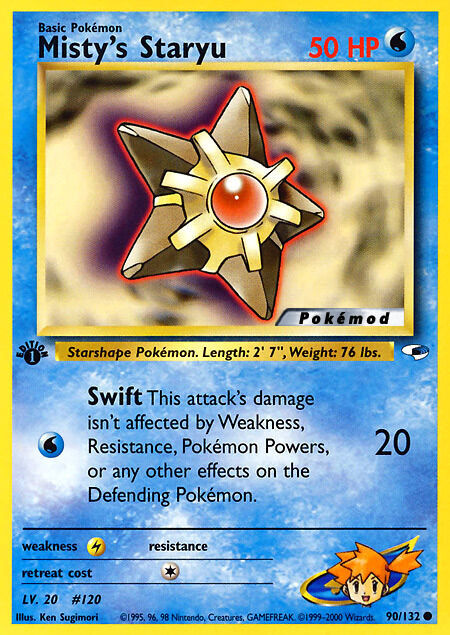 Basic Pokémon
Misty's Staryu
50 HP
Pokémod
EDITION
1
Starshape Pokémon. Length: 2' 7", Weight: 76 lbs.
Swift This attack's damage
isn't affected by Weakness,
Resistance, Pokémon Powers,
or any other effects on the
Defending Pokémon.
20
weakness
resistance
retreat cost
LV. 20 #120
Illus. Ken Sugimori
©1995, 96, 98 Nintendo, Creatures, GAMEFREAK. ©1999-2000 Wizards.
90/132